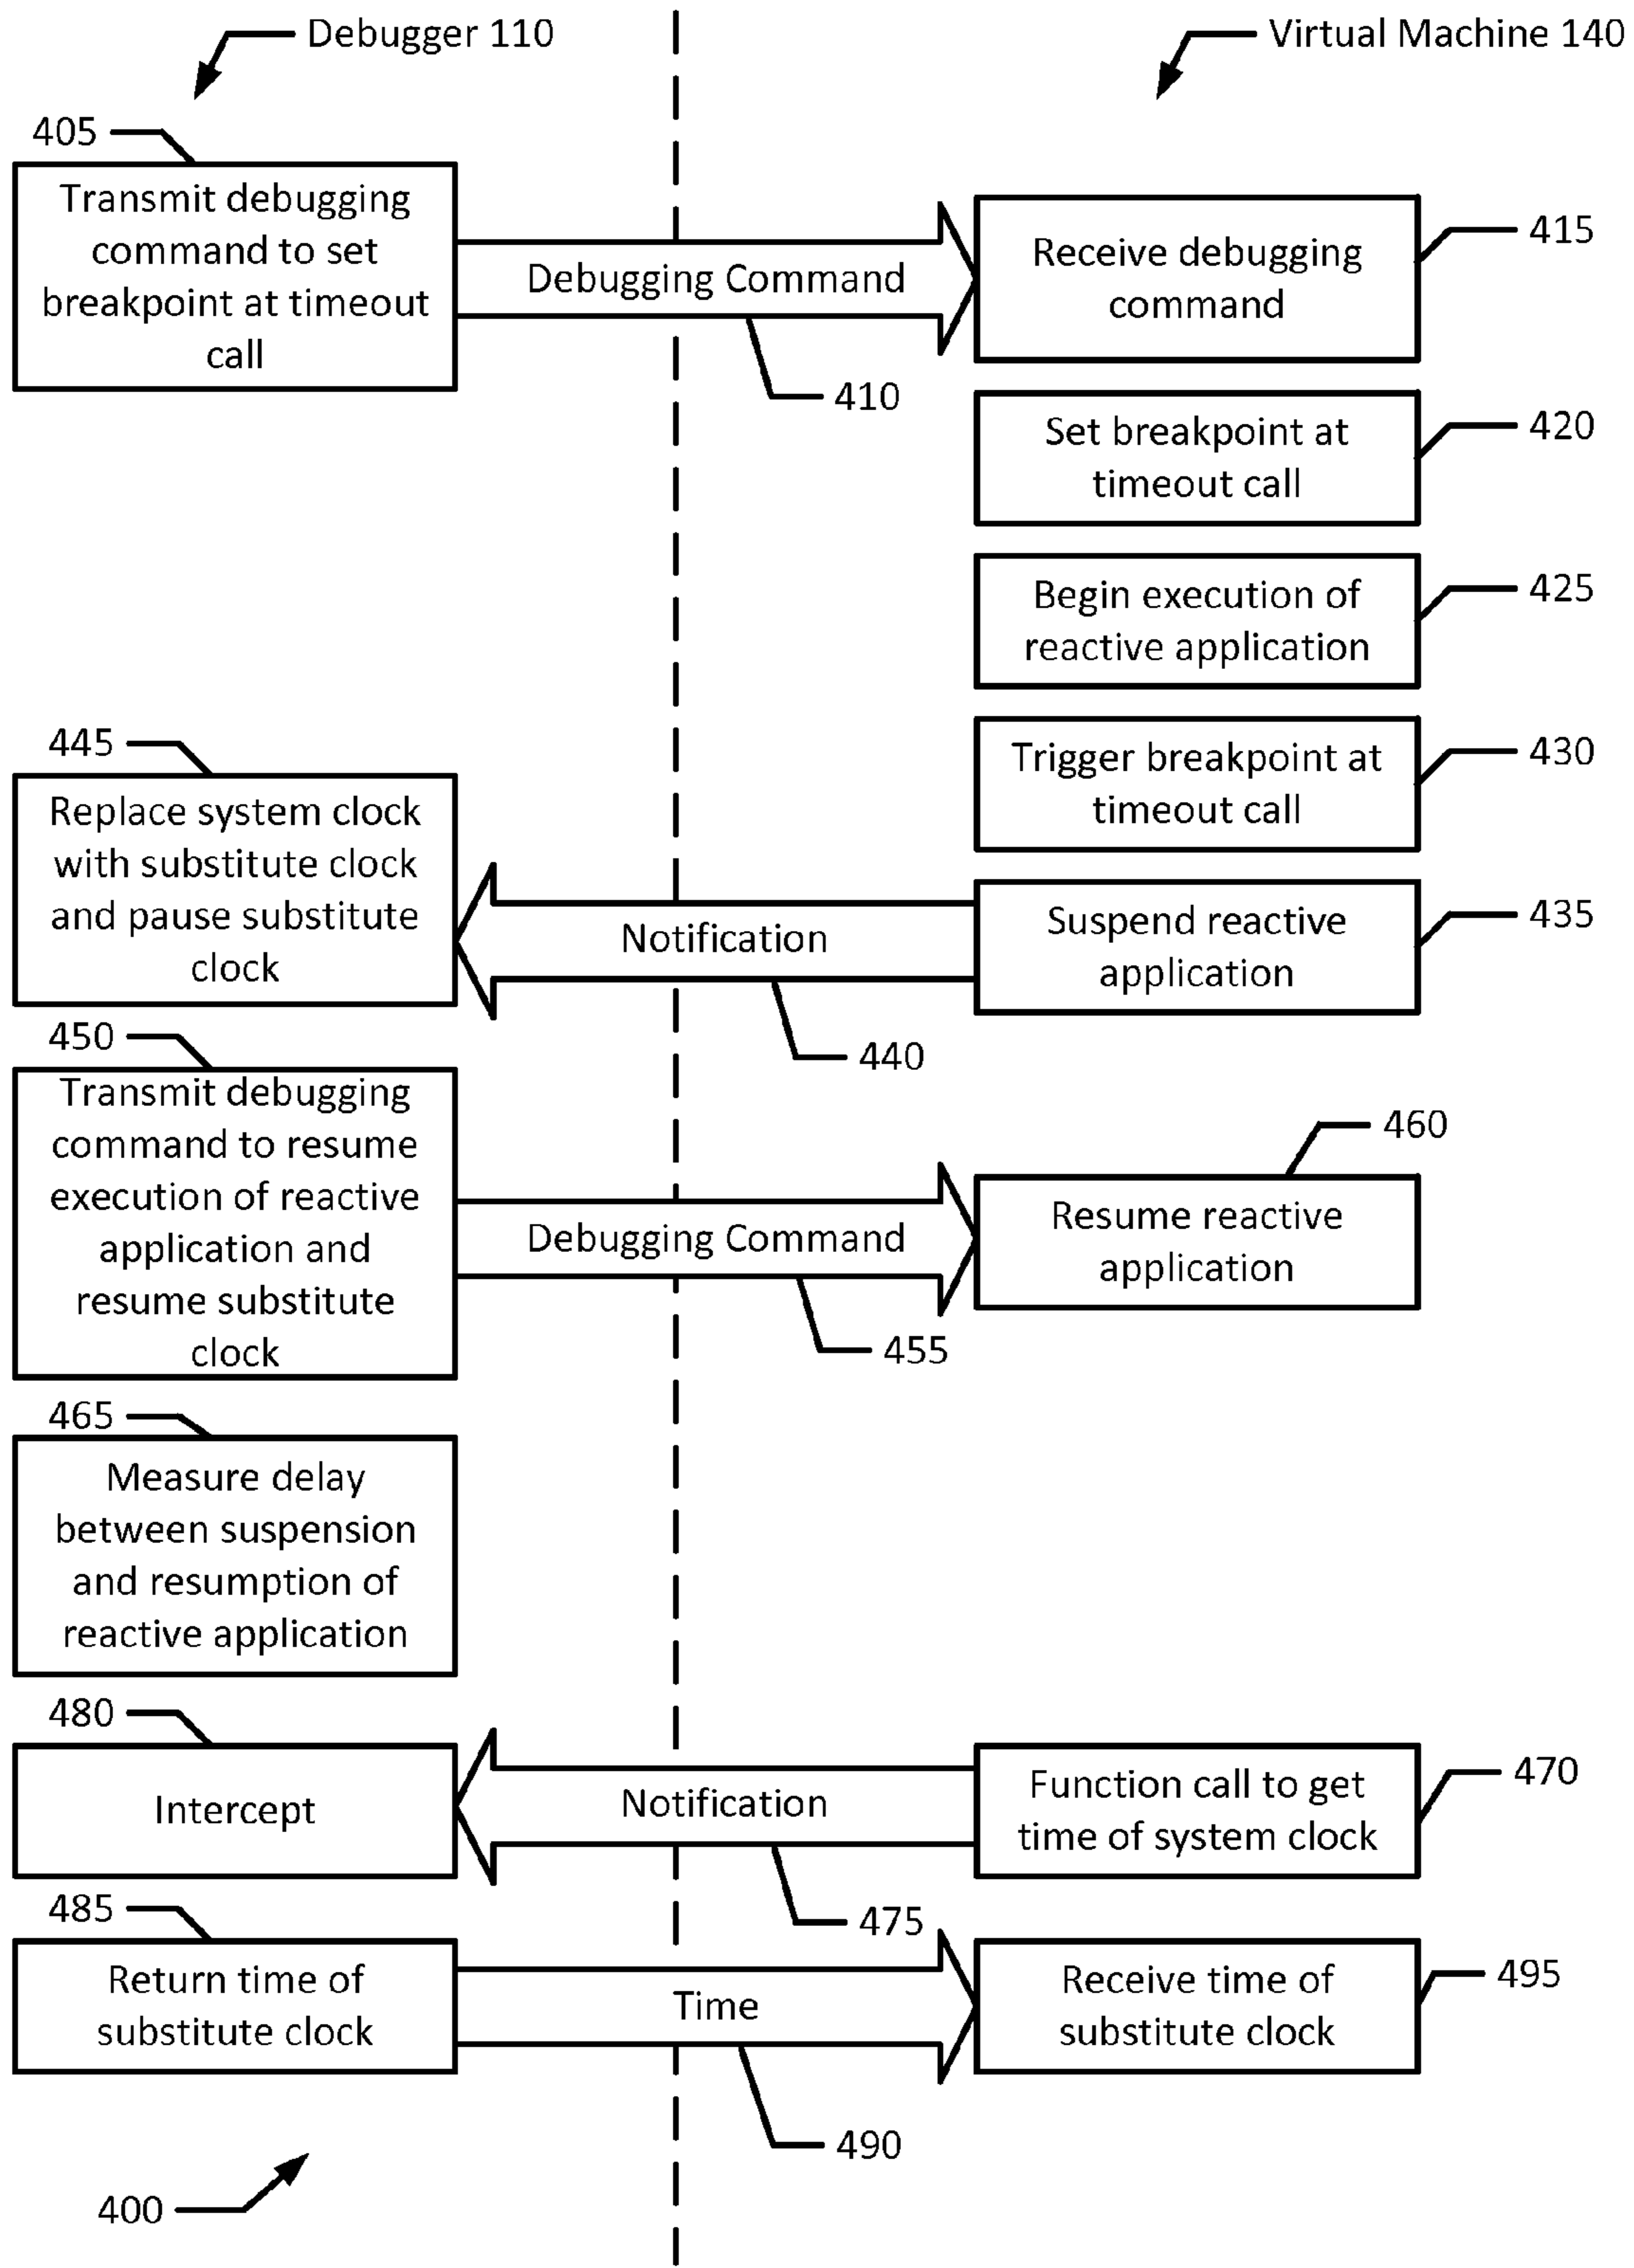 Debugger 110
Virtual Machine 140
405
Transmit debugging
command to set
breakpoint at timeout
call
Debugging Command
410
Receive debugging
command
415
Set breakpoint at
timeout call
420
Begin execution of
reactive application
425
Trigger breakpoint at
timeout call
430
Suspend reactive
application
435
Notification
440
445
Replace system clock
with substitute clock
and pause substitute
clock
450
Transmit debugging
command to resume
execution of reactive
application and
resume substitute
clock
Debugging Command
455
460
Resume reactive
application
465
Measure delay
between suspension
and resumption of
reactive application
Function call to get
time of system clock
470
Notification
475
480
Intercept
485
Return time of
substitute clock
Time
490
Receive time of
substitute clock
495
400